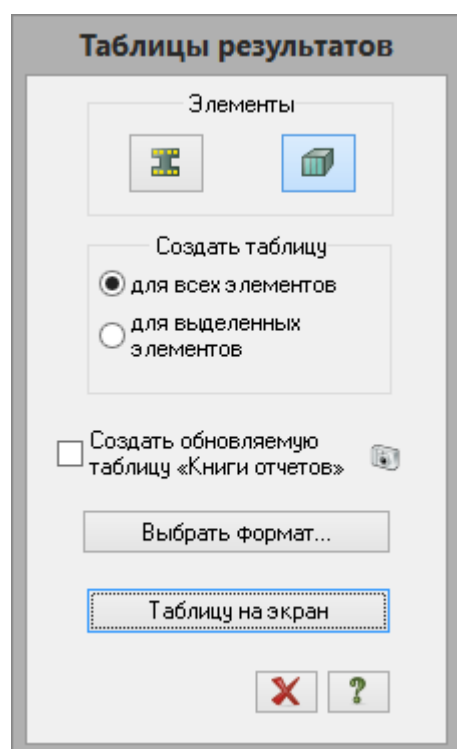 Таблицы результатов
Элементы
Создать таблицу
для всех элементов
для выделенных
элементов
Создать обновляемую
таблицу «Книги отчетов»
Выбрать формат...
Таблицу на экран
?